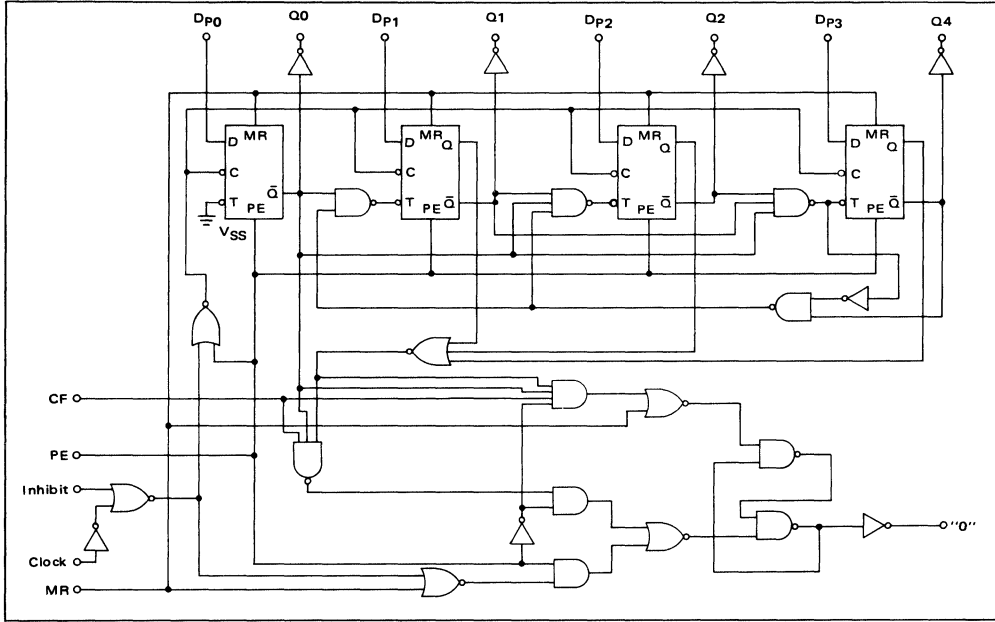 DP0 Q0 DP1 Q1 DP2 Q2 DP3 Q4
MR MR Q MR Q MR Q
D D D D
C C C C
T PE Q̄ T PE Q̄ T PE Q̄ T PE Q̄
VSS
CF
PE
Inhibit
"0"
Clock
MR